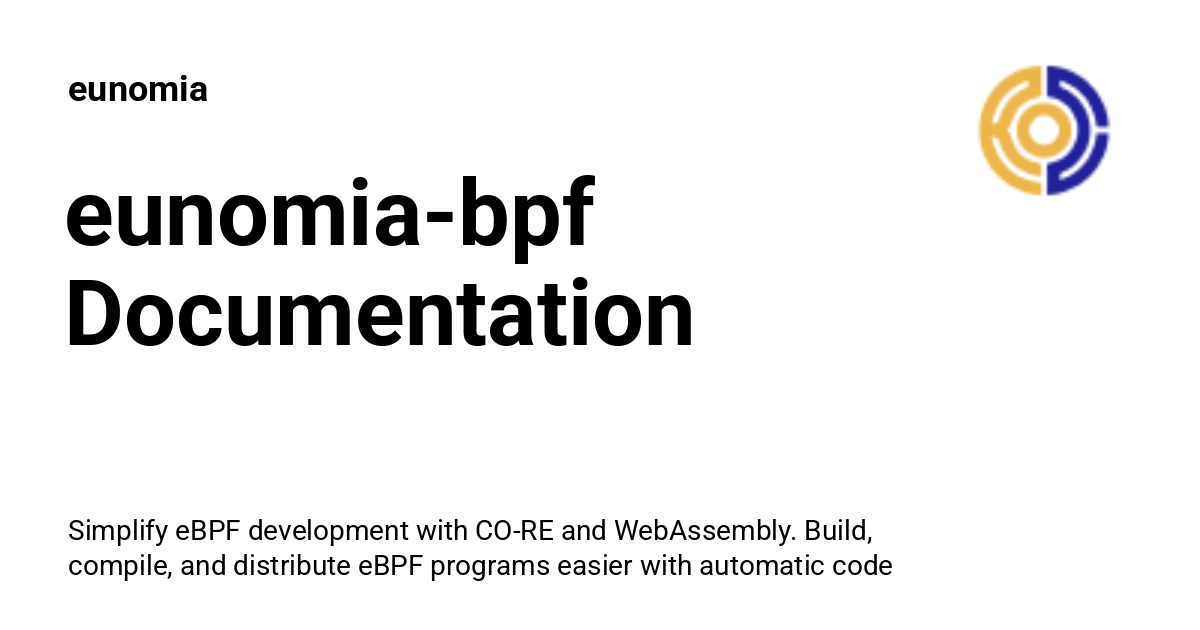 eunomia
eunomia-bpf
Documentation
Simplify eBPF development with CO-RE and WebAssembly. Build,
compile, and distribute eBPF programs easier with automatic code